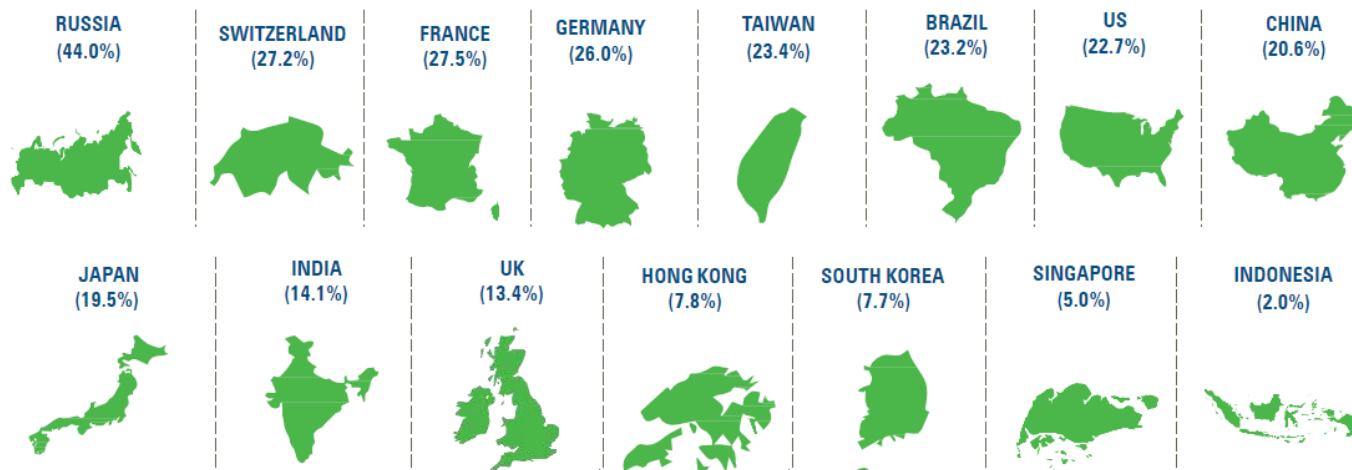 RUSSIA
(44.0%)
SWITZERLAND
(27.2%)
FRANCE
(27.5%)
GERMANY
(26.0%)
TAIWAN
(23.4%)
BRAZIL
(23.2%)
US
(22.7%)
CHINA
(20.6%)
JAPAN
(19.5%)
INDIA
(14.1%)
UK
(13.4%)
HONG KONG
(7.8%)
SOUTH KOREA
(7.7%)
SINGAPORE
(5.0%)
INDONESIA
(2.0%)